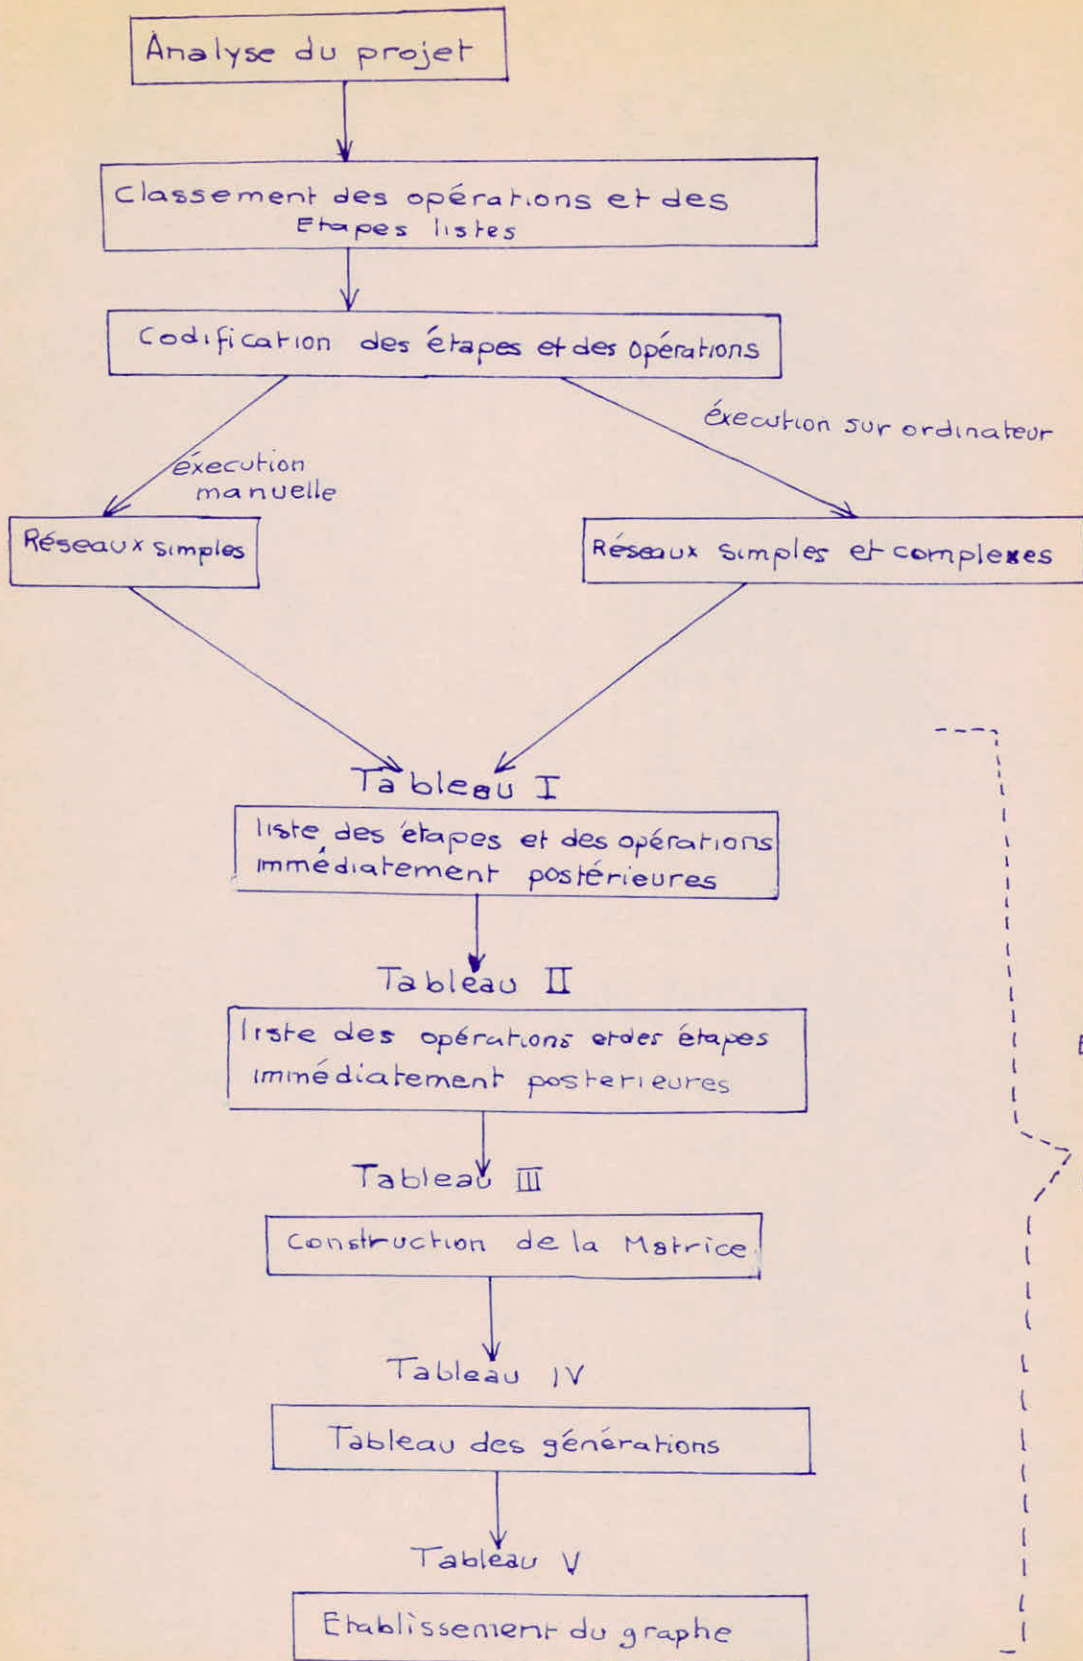 Analyse du projet
Classement des opérations et des
Etapes listes
Codification des étapes et des opérations
éxecution sur ordinateur
éxecution
manuelle
Réseaux simples
Réseaux simples et complexes
Tableau I
liste des étapes et des opérations
immédiatement postérieures
Tableau II
liste des opérations et des étapes
immédiatement posterieures
Tableau III
Construction de la Matrice
Tableau IV
Tableau des générations
Tableau V
Etablissement du graphe